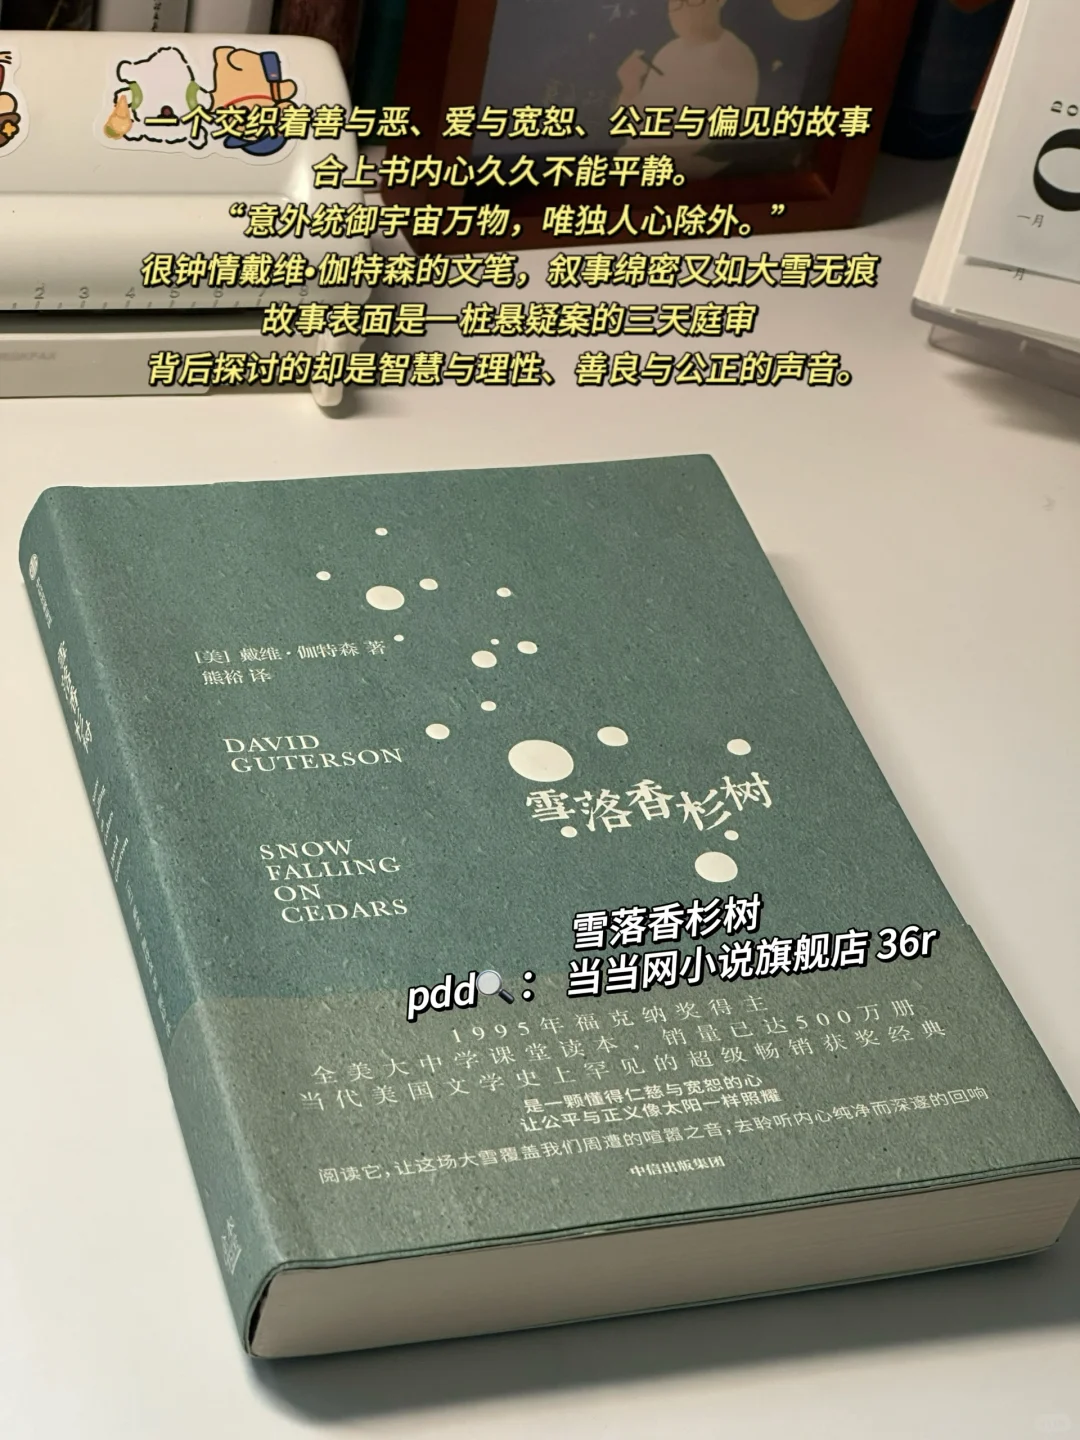 一个交织着善与恶、爱与宽恕、公正与偏见的故事
合上书内心久久不能平静。
“意外统御宇宙万物，唯独人心除外。”
很钟情戴维•伽特森的文笔，叙事绵密又如大雪无痕
故事表面是一桩悬疑案的三天庭审
背后探讨的却是智慧与理性、善良与公正的声音。
2 3 4 5
一月
一月
[美] 戴维·伽特森 著
熊裕 译
DAVID
GUTERSON
雪落香杉树
SNOW
FALLING
ON
CEDARS
雪落香杉树
雪落香杉树
pdd🔍： 当当网小说旗舰店 36r
1995年福克纳奖得主
全美大中学课堂读本，销量已达500万册
当代美国文学史上罕见的超级畅销获奖经典
是一颗懂得仁慈与宽恕的心
让公平与正义像太阳一样照耀
阅读它，让这场大雪覆盖我们周遭的喧嚣之音，去聆听内心纯净而深邃的回响
中信出版集团